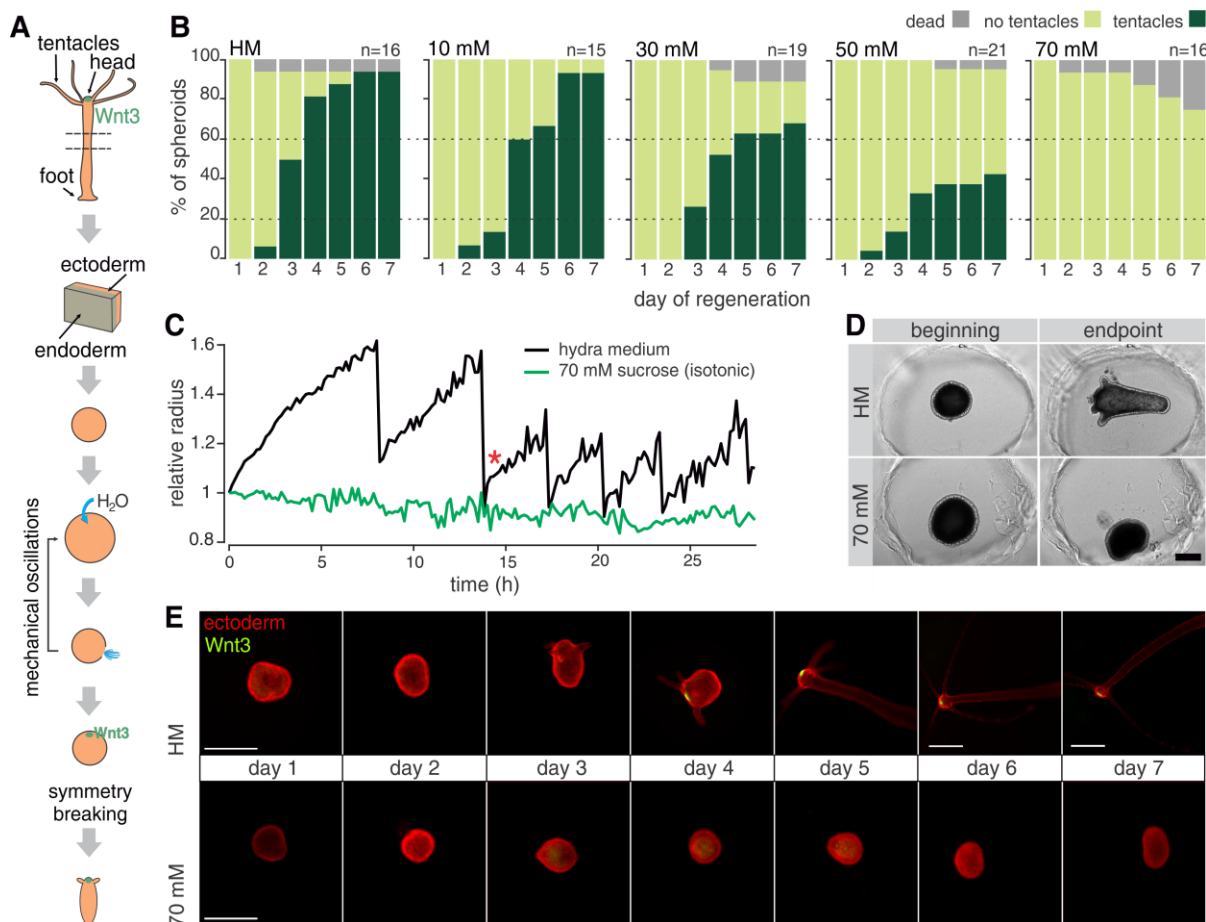 A
tentacles
head
Wnt3
foot
ectoderm
endoderm
H₂O
mechanical oscillations
Wnt3
symmetry
breaking
B
dead no tentacles tentacles
HM n=16
10 mM n=15
30 mM n=19
50 mM n=21
70 mM n=16
% of spheroids
100
80
60
40
20
0
1 2 3 4 5 6 7
1 2 3 4 5 6 7
1 2 3 4 5 6 7
1 2 3 4 5 6 7
1 2 3 4 5 6 7
day of regeneration
C
relative radius
1.6
1.4
1.2
1
0.8
hydra medium
70 mM sucrose (isotonic)
*
0 5 10 15 20 25
time (h)
D
beginning endpoint
HM
70 mM
E
ectoderm
Wnt3
HM
day 1 day 2 day 3 day 4 day 5 day 6 day 7
70 mM